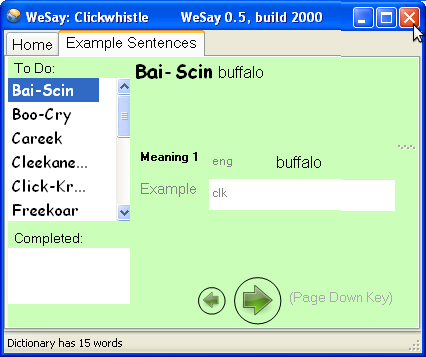 WeSay: Clickwhistle WeSay 0.5, build 2000
Home Example Sentences
To Do:
Bai-Scin
Boo-Cry
Careek
Cleekane...
Click-Kr...
Freekoar
Completed:
Bai-Scin buffalo
Meaning 1 eng buffalo
Example clk
(Page Down Key)
Dictionary has 15 words